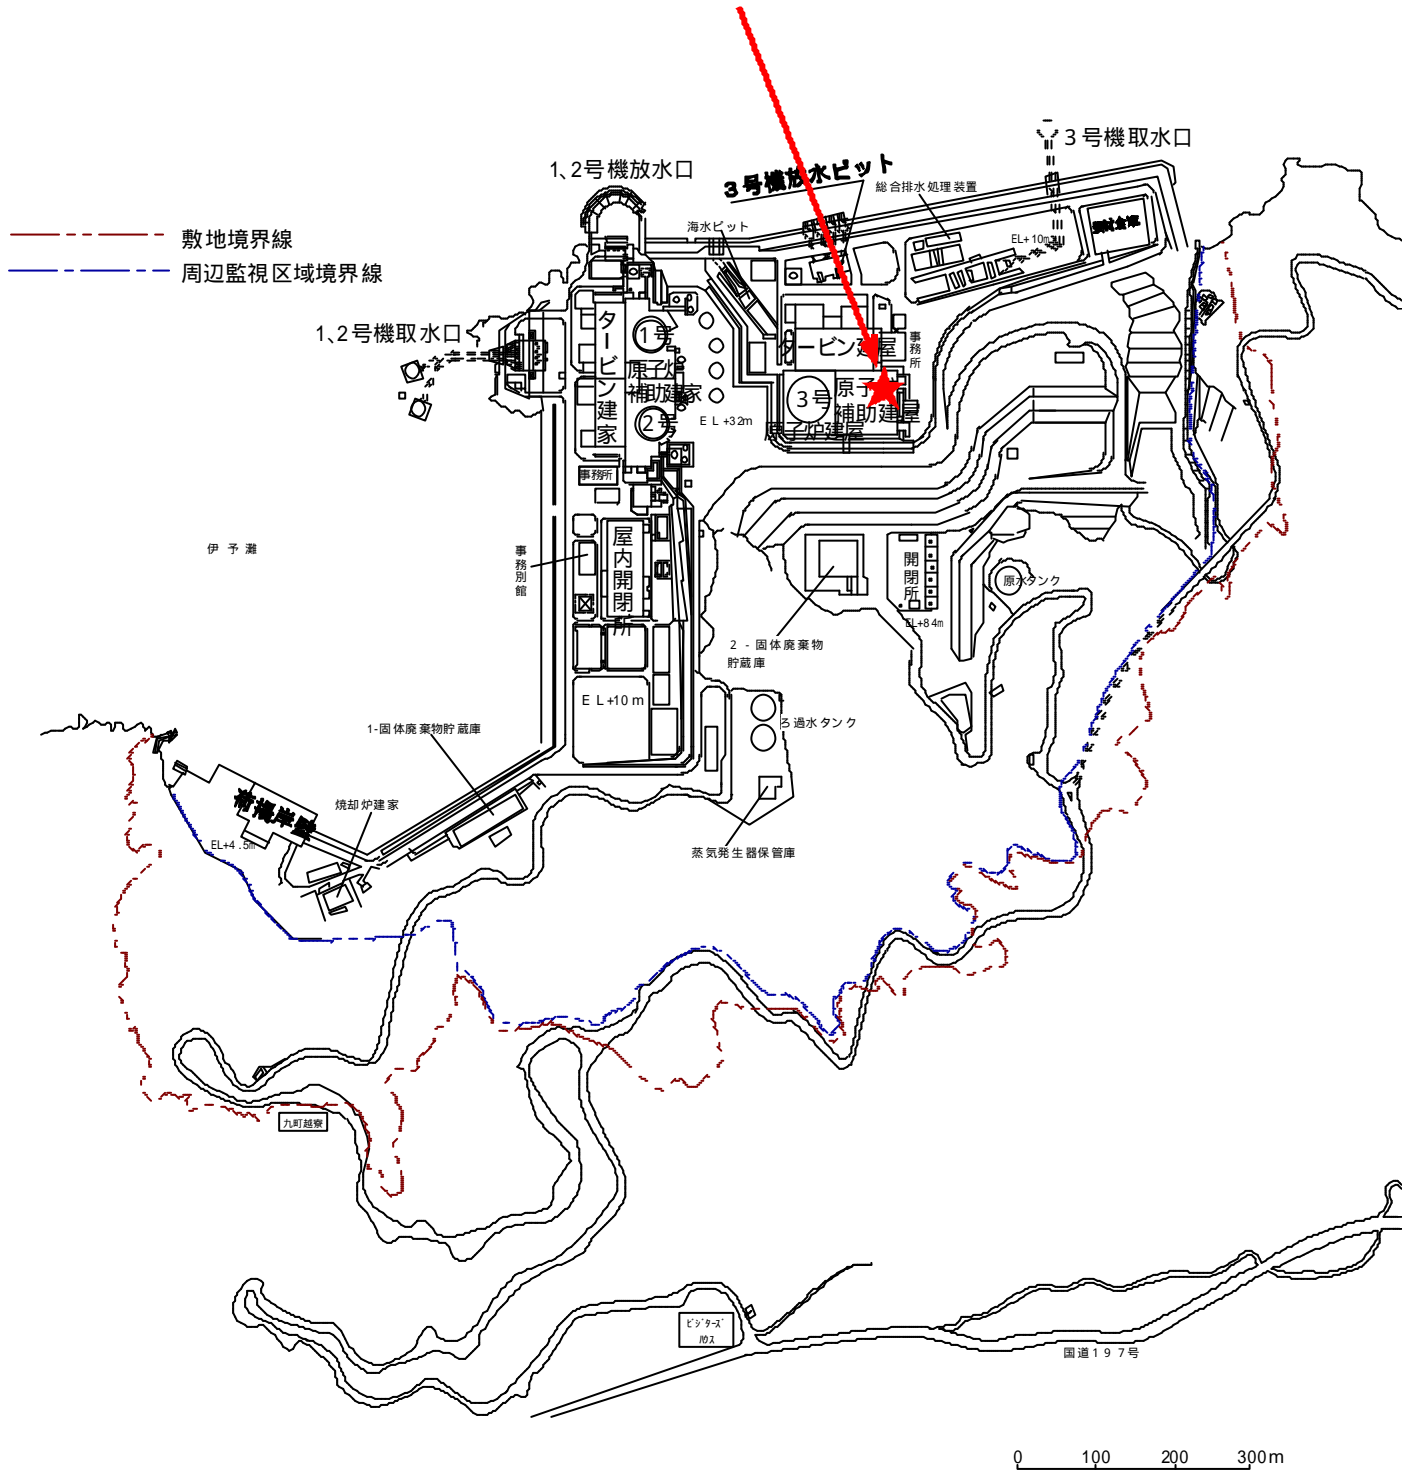 3号機取水口
1、2号機放水口
3号機放水ピット
総合排水処理装置
海水ピット
敷地境界線
周辺監視区域境界線
EL+10m
1、2号機取水口
タービン建家
1号
原子炉
補助建家
2号
EL+32m
タービン建屋
事務所
3号
原子炉建屋
補助建屋
事務所
伊予灘
事務別館
屋内開閉所
開閉所
原水タンク
EL+84m
2-固体廃棄物
貯蔵庫
EL+10m
ろ過水タンク
1-固体廃棄物貯蔵庫
荷揚岸壁
焼却炉建家
EL+4.5m
蒸気発生器保管庫
九町越寮
ビジターズ
ハウス
国道197号
0 100 200 300m